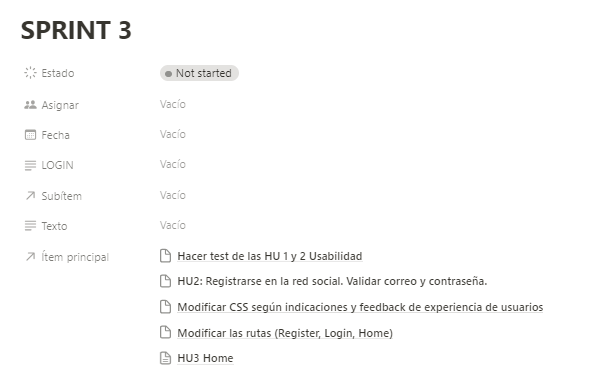 SPRINT 3
Estado Not started
Asignar Vacío
Fecha Vacío
LOGIN Vacío
Subítem Vacío
Texto Vacío
Ítem principal Hacer test de las HU 1 y 2 Usabilidad
HU2: Registrarse en la red social. Validar correo y contraseña.
Modificar CSS según indicaciones y feedback de experiencia de usuarios
Modificar las rutas (Register, Login, Home)
HU3 Home